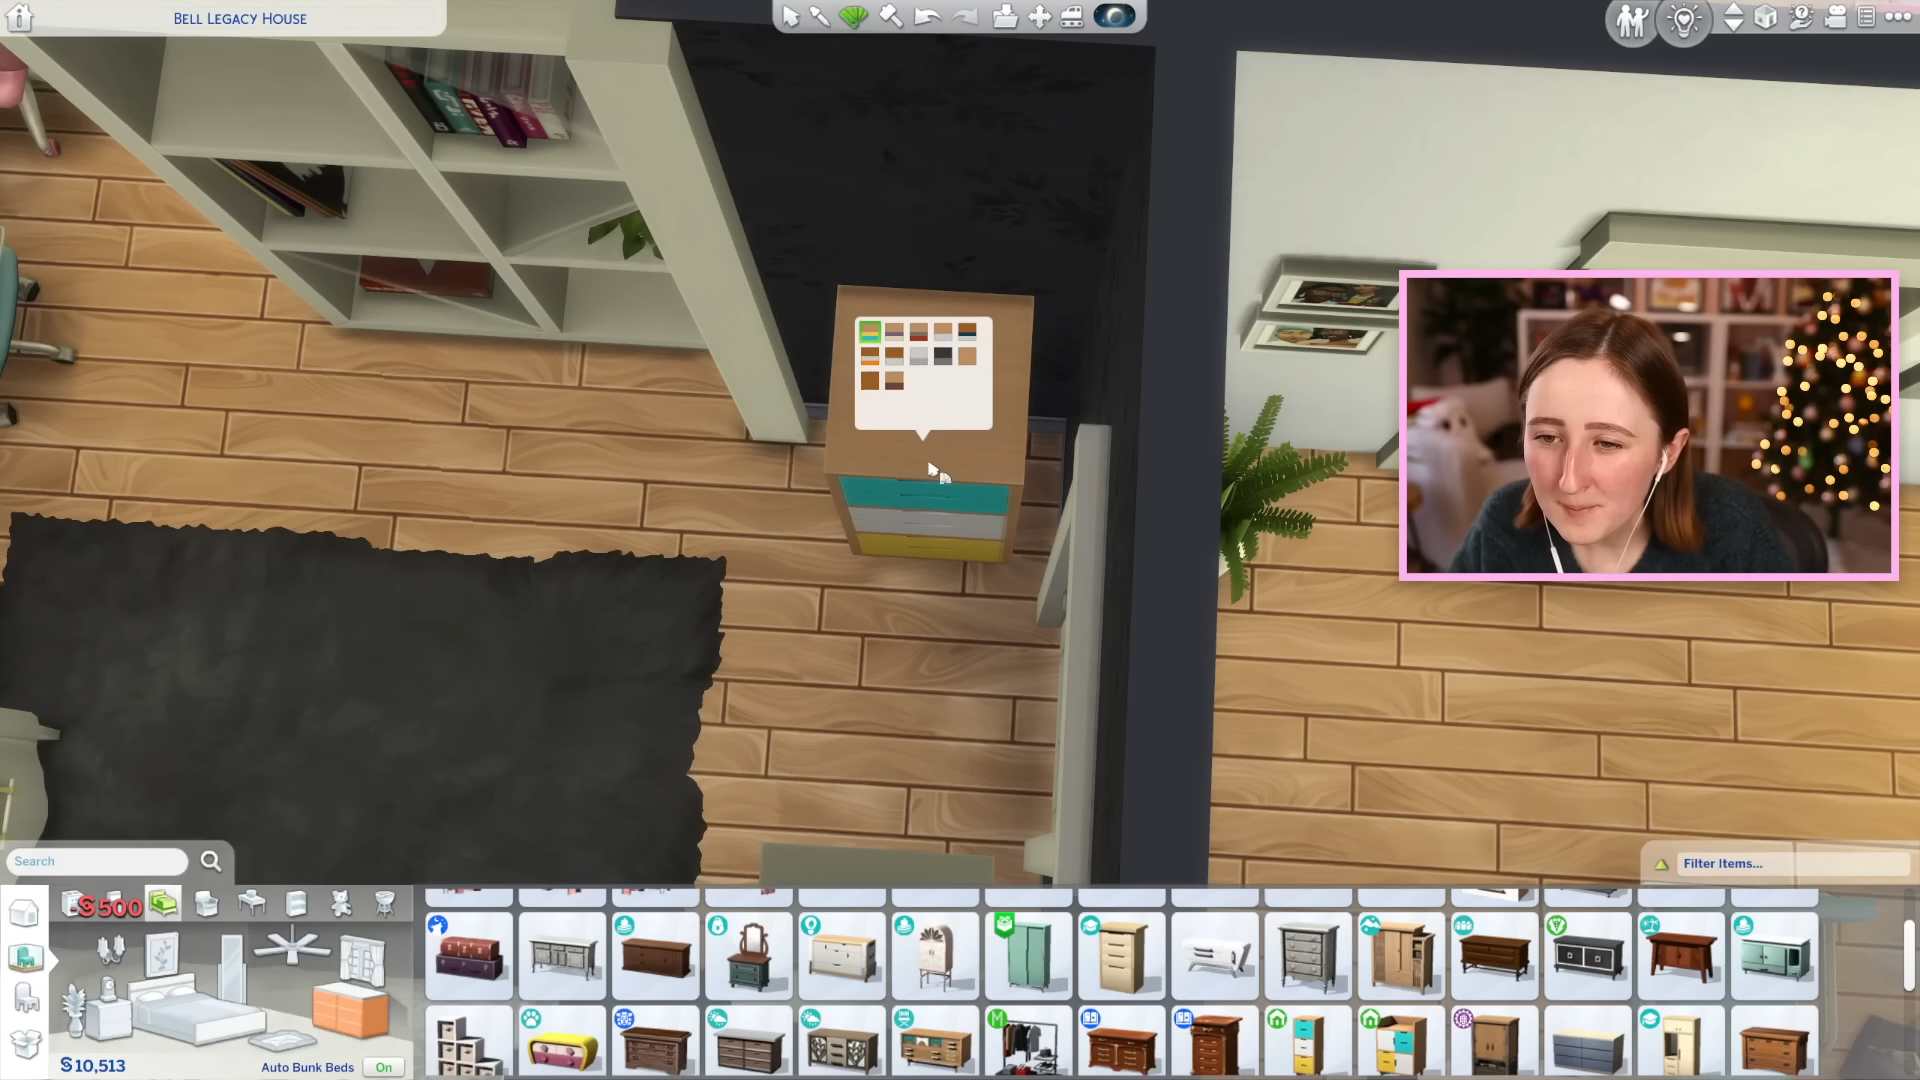 BELL LEGACY HOUSE
Search
Filter Items...
§500
§10,513
Auto Bunk Beds
On